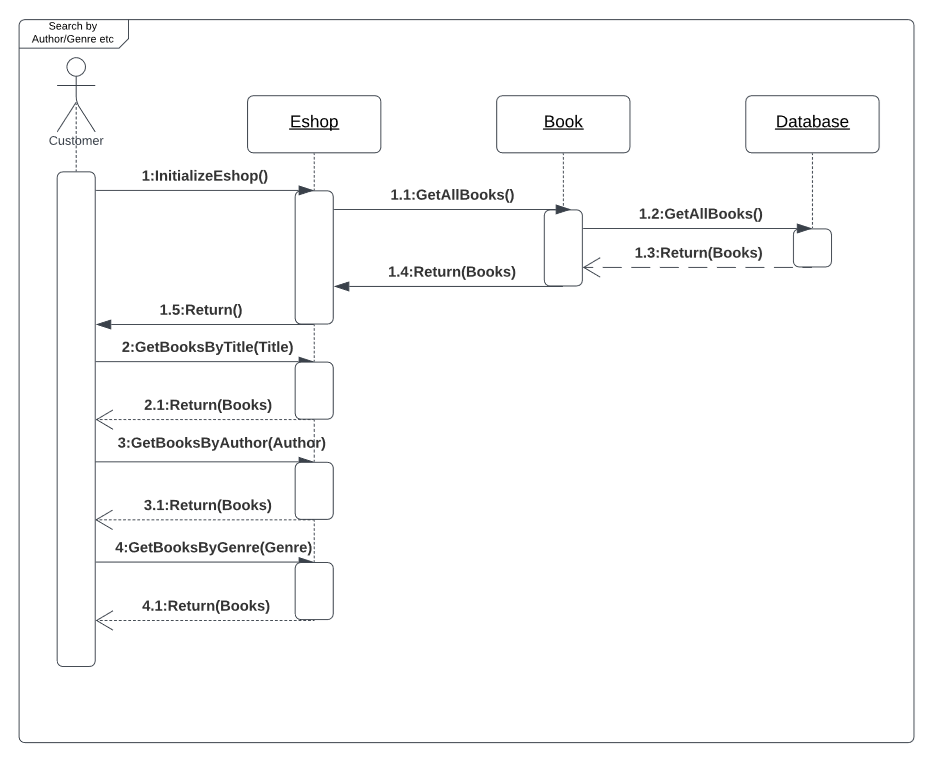 Search by
Author/Genre etc
Customer
Eshop
Book
Database
1:InitializeEshop()
1.1:GetAllBooks()
1.2:GetAllBooks()
1.3:Return(Books)
1.4:Return(Books)
1.5:Return()
2:GetBooksByTitle(Title)
2.1:Return(Books)
3:GetBooksByAuthor(Author)
3.1:Return(Books)
4:GetBooksByGenre(Genre)
4.1:Return(Books)